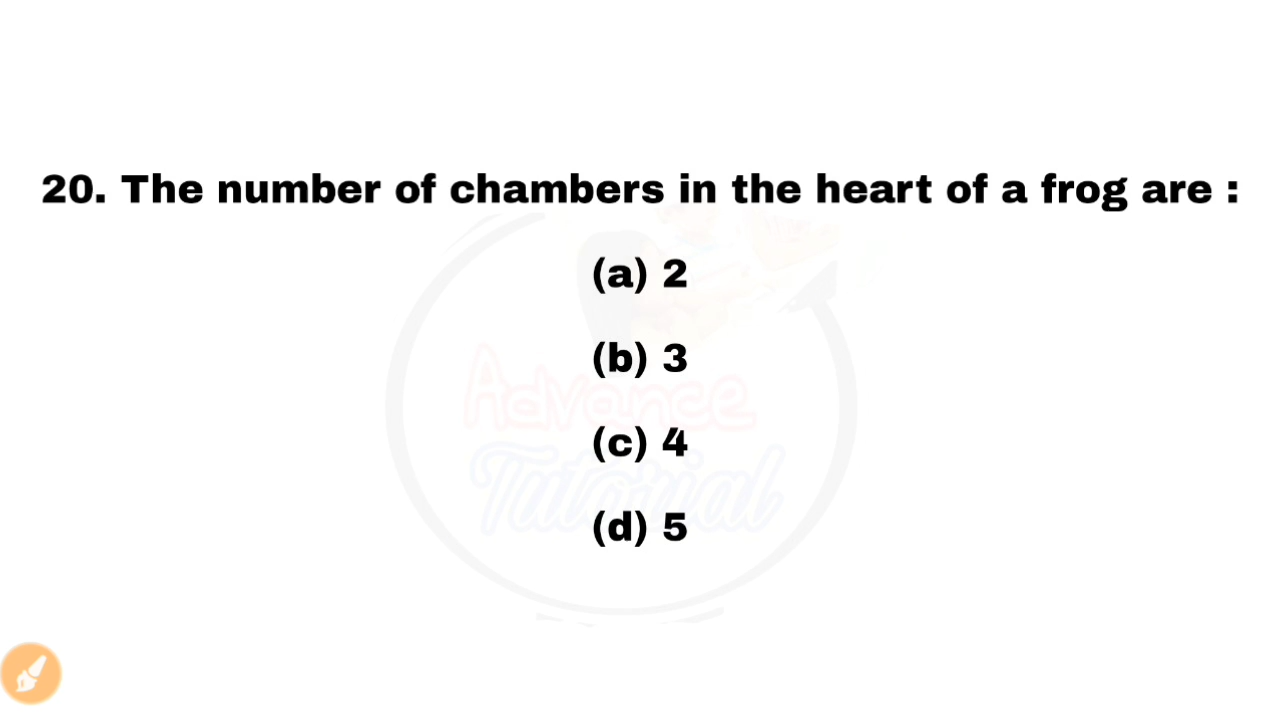 20. The number of chambers in the heart of a frog are :
(a) 2
(b) 3
(c) 4
(d) 5
Advance
Tutorial